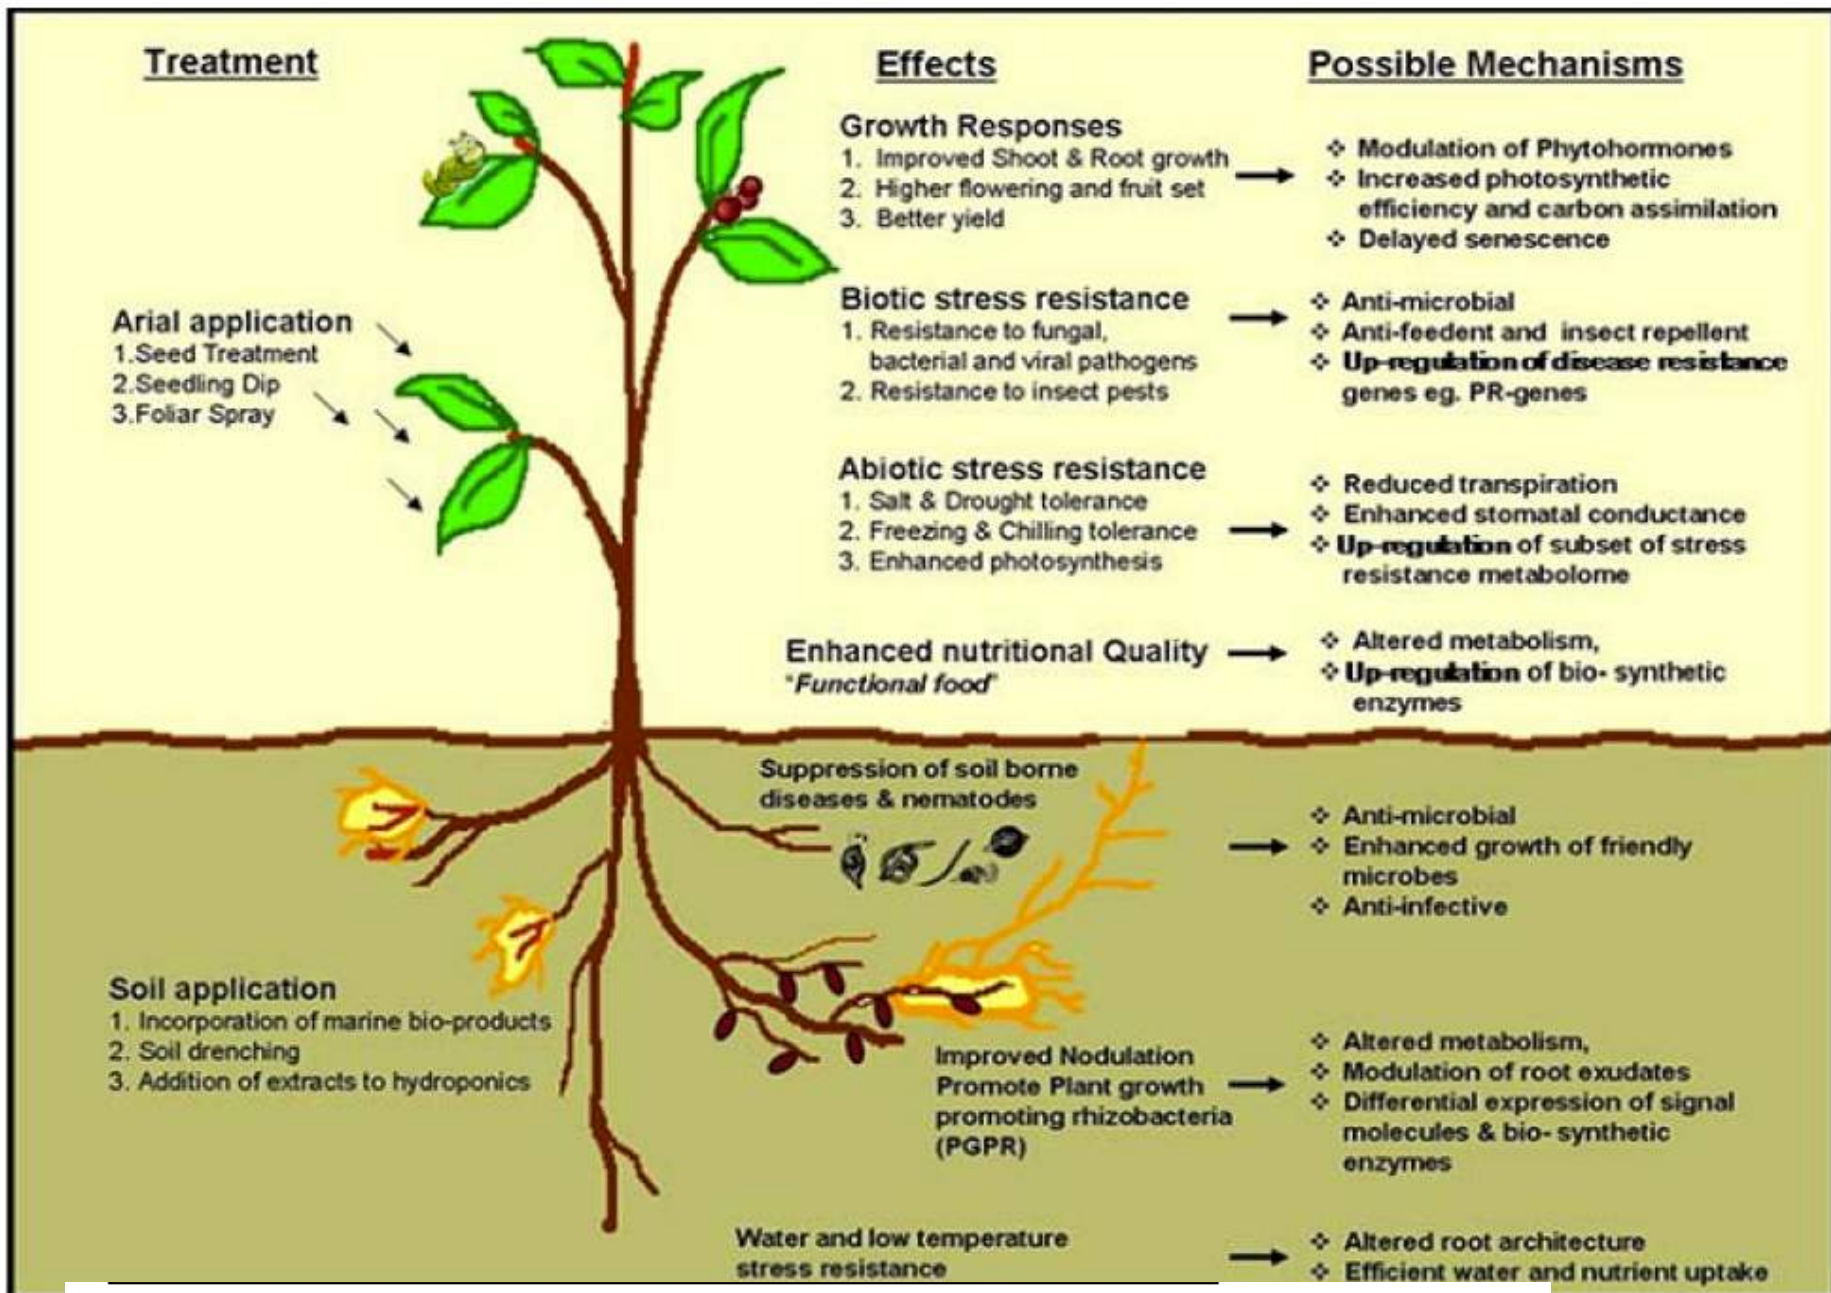 Treatment
Effects
Possible Mechanisms
Growth Responses
1. Improved Shoot & Root growth
2. Higher flowering and fruit set
3. Better yield
❖ Modulation of Phytohormones
❖ Increased photosynthetic
efficiency and carbon assimilation
❖ Delayed senescence
Arial application
1.Seed Treatment
2.Seedling Dip
3.Foliar Spray
Biotic stress resistance
1. Resistance to fungal,
bacterial and viral pathogens
2. Resistance to insect pests
❖ Anti-microbial
❖ Anti-feedent and insect repellent
❖ Up-regulation of disease resistance
genes eg. PR-genes
Abiotic stress resistance
1. Salt & Drought tolerance
2. Freezing & Chilling tolerance
3. Enhanced photosynthesis
❖ Reduced transpiration
❖ Enhanced stomatal conductance
❖ Up-regulation of subset of stress
resistance metabolome
Enhanced nutritional Quality
"Functional food"
❖ Altered metabolism,
❖ Up-regulation of bio- synthetic
enzymes
Suppression of soil borne
diseases & nematodes
❖ Anti-microbial
❖ Enhanced growth of friendly
microbes
❖ Anti-infective
Soil application
1. Incorporation of marine bio-products
2. Soil drenching
3. Addition of extracts to hydroponics
Improved Nodulation
Promote Plant growth
promoting rhizobacteria
(PGPR)
❖ Altered metabolism,
❖ Modulation of root exudates
❖ Differential expression of signal
molecules & bio- synthetic
enzymes
Water and low temperature
stress resistance
❖ Altered root architecture
❖ Efficient water and nutrient uptake